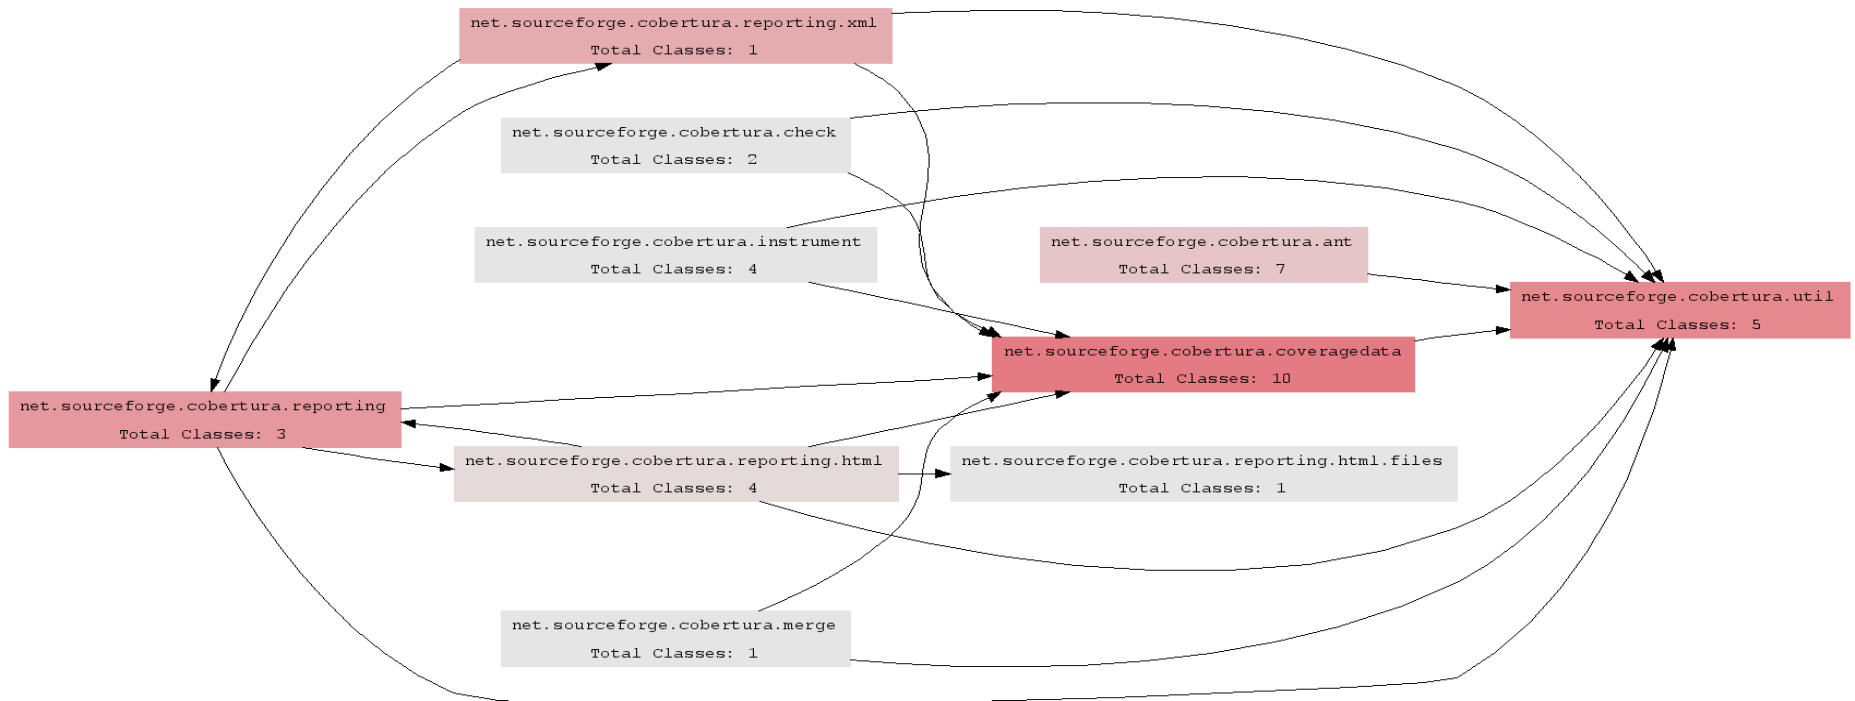 net.sourceforge.cobertura.reporting.xml
Total Classes: 1
net.sourceforge.cobertura.check
Total Classes: 2
net.sourceforge.cobertura.instrument
Total Classes: 4
net.sourceforge.cobertura.ant
Total Classes: 7
net.sourceforge.cobertura.util
Total Classes: 5
net.sourceforge.cobertura.coveragedata
Total Classes: 10
net.sourceforge.cobertura.reporting
Total Classes: 3
net.sourceforge.cobertura.reporting.html
Total Classes: 4
net.sourceforge.cobertura.reporting.html.files
Total Classes: 1
net.sourceforge.cobertura.merge
Total Classes: 1